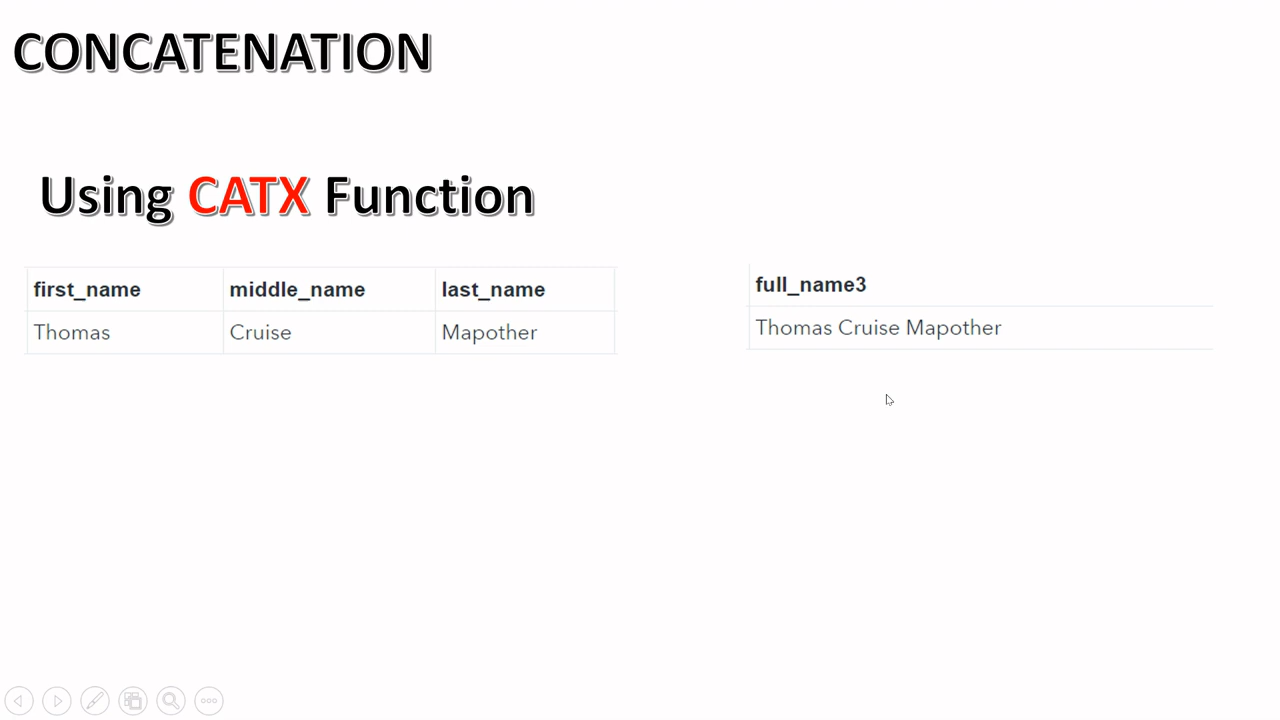 CONCATENATION
Using CATX Function
first_name middle_name last_name
Thomas Cruise Mapother
full_name3
Thomas Cruise Mapother